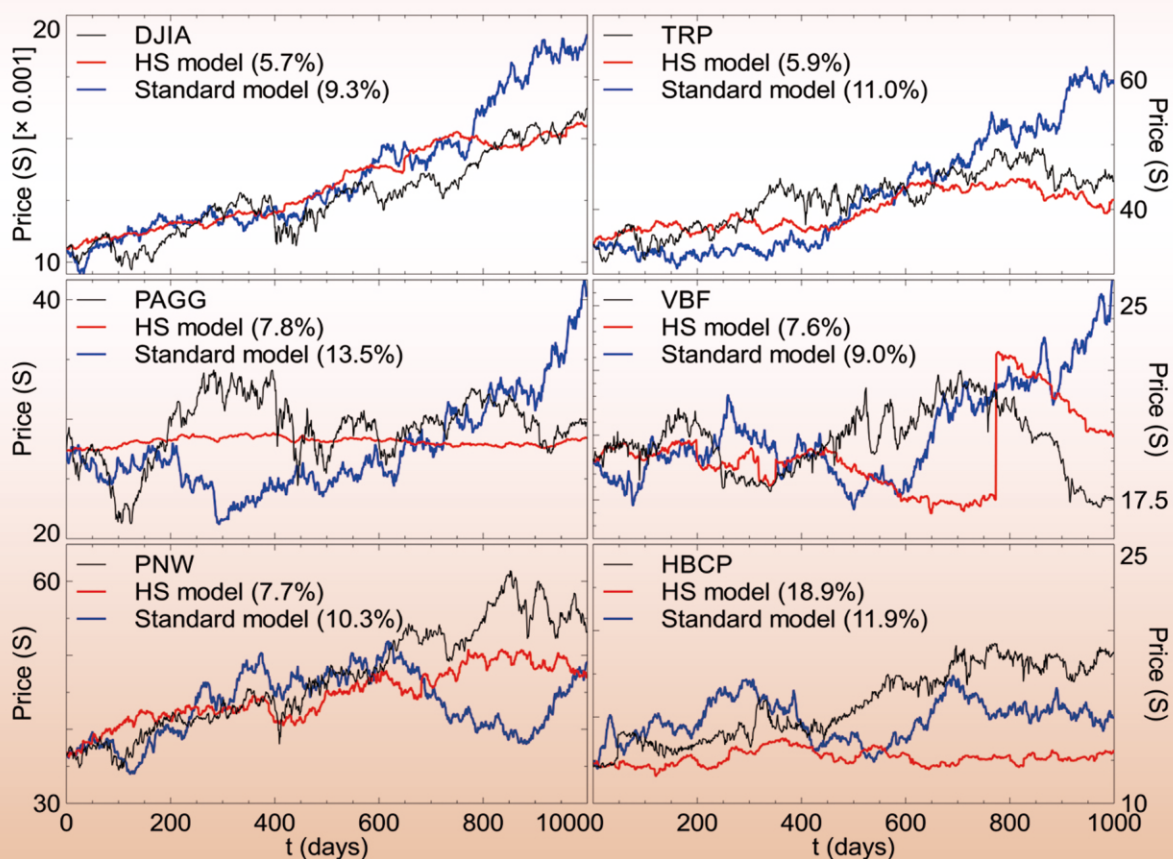 20
DJIA
HS model (5.7%)
Standard model (9.3%)
Price (S) [× 0.001]
10
TRP
HS model (5.9%)
Standard model (11.0%)
60
Price (S)
40
40
PAGG
HS model (7.8%)
Standard model (13.5%)
Price (S)
20
VBF
HS model (7.6%)
Standard model (9.0%)
25
Price (S)
17.5
PNW
HS model (7.7%)
Standard model (10.3%)
60
Price (S)
30
HBCP
HS model (18.9%)
Standard model (11.9%)
25
Price (S)
10
0 200 400 600 800 10000 200 400 600 800 1000
t (days) t (days)